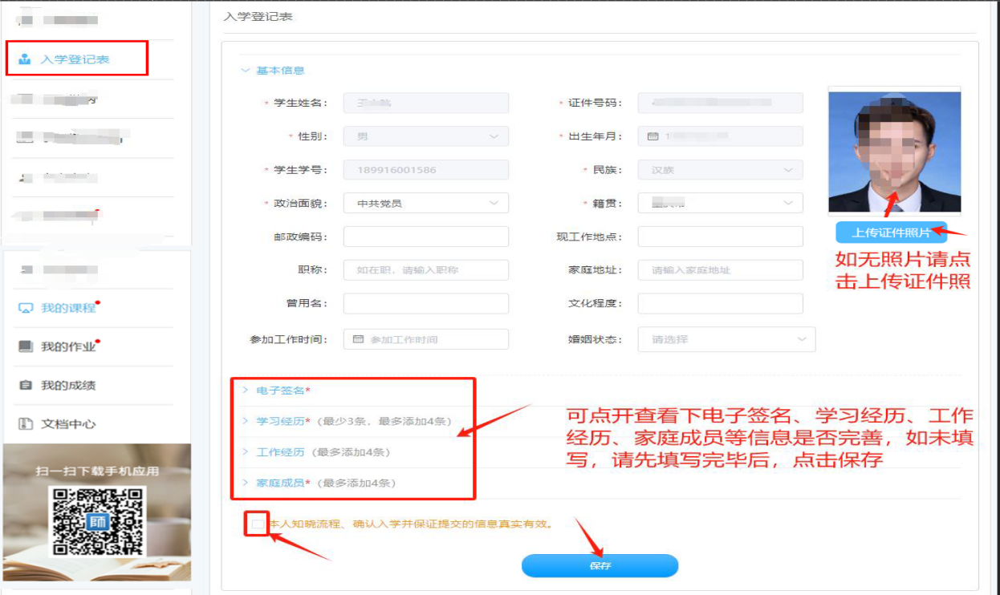 入学登记表
我的课程
我的作业
我的成绩
文档中心
扫一扫下载手机应用
入学登记表
基本信息
* 学生姓名：
* 证件号码：
* 性别： 男
* 出生年月： 1
* 学生学号： 189916001586
* 民族： 汉族
* 政治面貌： 中共党员
* 籍贯：
邮政编码：
现工作地点：
职称： 如在职，请输入职称
家庭地址： 请输入家庭地址
曾用名：
文化程度：
参加工作时间： 参加工作时间
婚姻状态： 请选择
上传证件照片
如无照片请点
击上传证件照
电子签名*
学习经历* (最少3条，最多添加4条)
工作经历 (最多添加4条)
家庭成员* (最多添加4条)
可点开查看下电子签名、学习经历、工作
经历、家庭成员等信息是否完善，如未填
写，请先填写完毕后，点击保存
本人知晓流程、确认入学并保证提交的信息真实有效。
保存